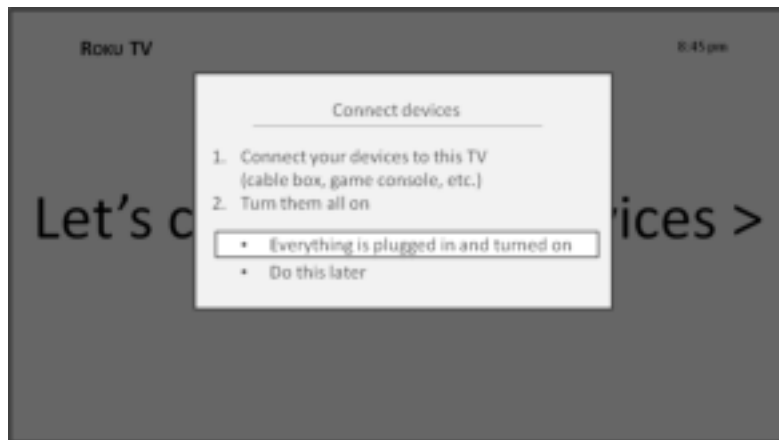 Roku TV
8:45 pm
Connect devices
1. Connect your devices to this TV
(cable box, game console, etc.)
2. Turn them all on
Let's c
ices >
• Everything is plugged in and turned on
• Do this later